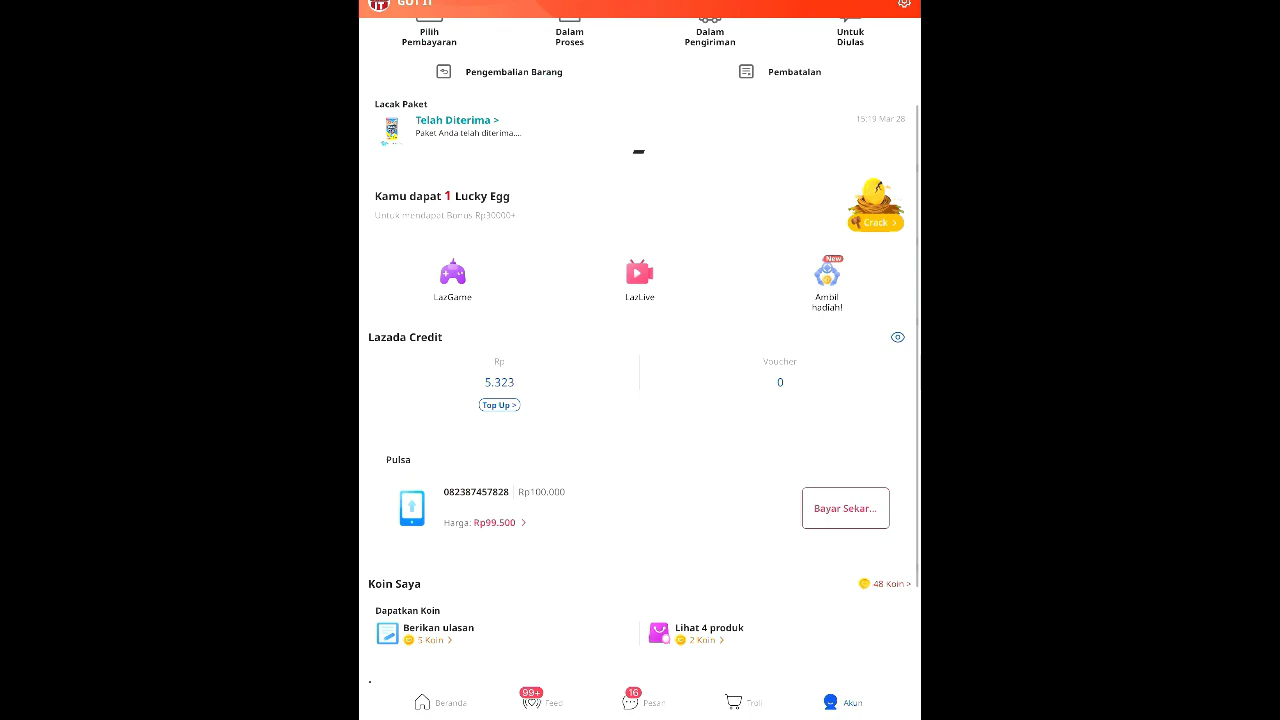 GOT IT
Pilih
Pembayaran
Dalam
Proses
Dalam
Pengiriman
Untuk
Diulas
Pengembalian Barang
Pembatalan
Lacak Paket
Telah Diterima >
Paket Anda telah diterima....
15:19 Mar 28
Kamu dapat 1 Lucky Egg
Untuk mendapat Bonus Rp30000+
Crack >
LazGame
LazLive
New
Ambil
hadiah!
Lazada Credit
Rp
5.323
Top Up >
Voucher
0
Pulsa
082387457828 Rp100.000
Harga: Rp99.500 >
Bayar Sekar...
Koin Saya
48 Koin >
Dapatkan Koin
Berikan ulasan
5 Koin >
Lihat 4 produk
2 Koin >
Beranda
99+
Feed
16
Pesan
Troli
Akun